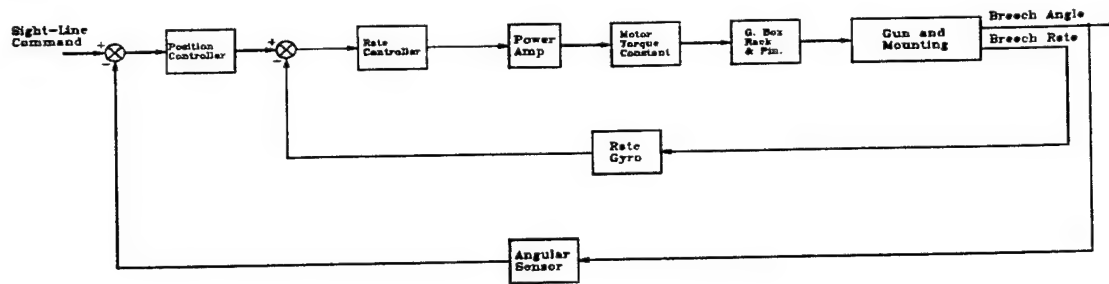 Sight-Line
Command
+
−
Position
Controller
+
−
Rate
Controller
Power
Amp
Motor
Torque
Constant
G. Box
Rack
& Pin.
Gun and
Mounting
Breech Angle
Breech Rate
Rate
Gyro
Angular
Sensor